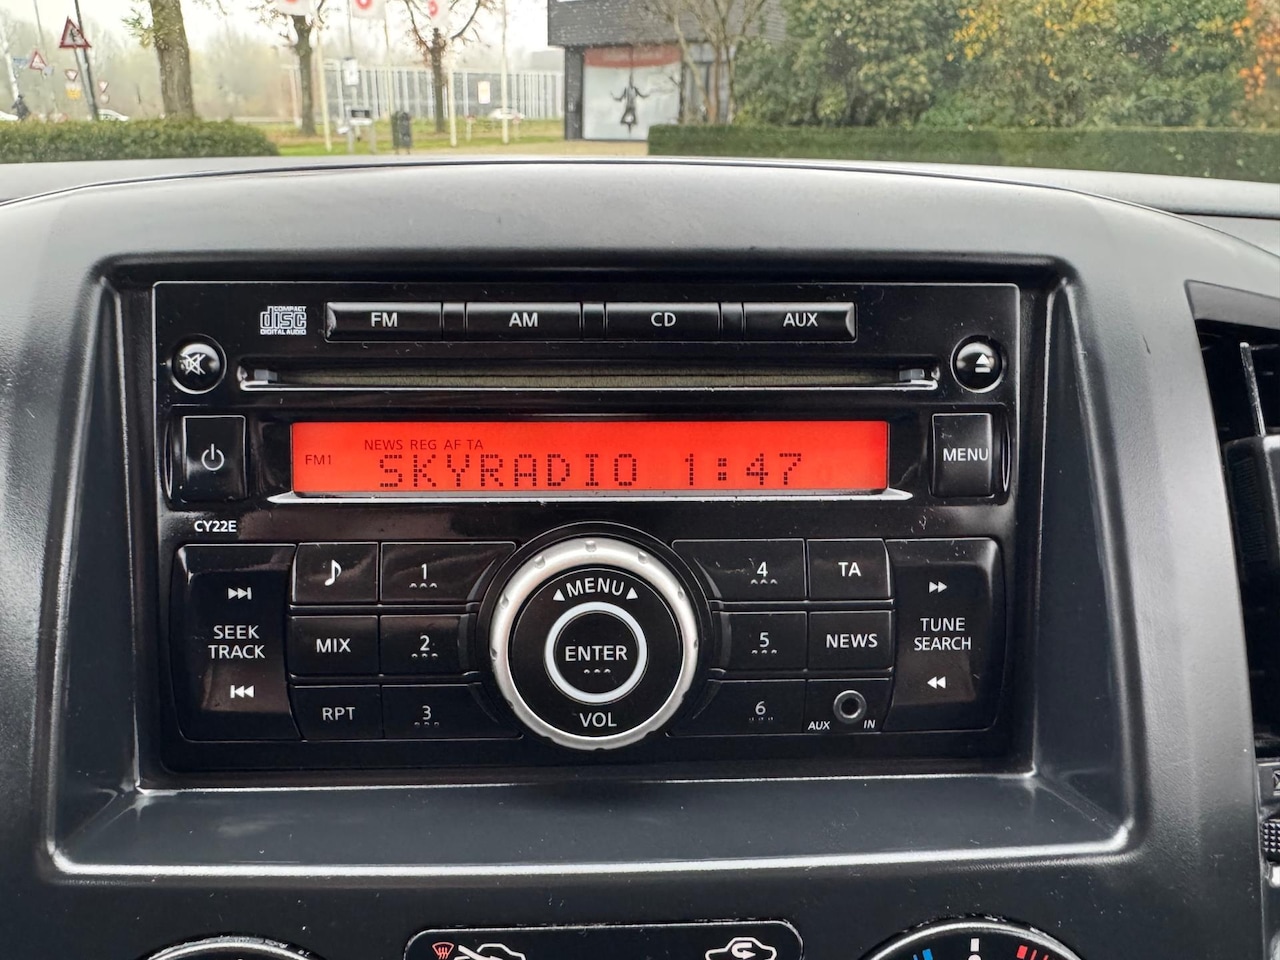 COMPACT
disc
DIGITAL AUDIO
FM
AM
CD
AUX
NEWS REG AF TA
FM1
SKYRADIO 1:47
MENU
CY22E
SEEK
TRACK
1
MIX
2
RPT
3
MENU
ENTER
VOL
4
TA
5
NEWS
6
AUX
IN
TUNE
SEARCH